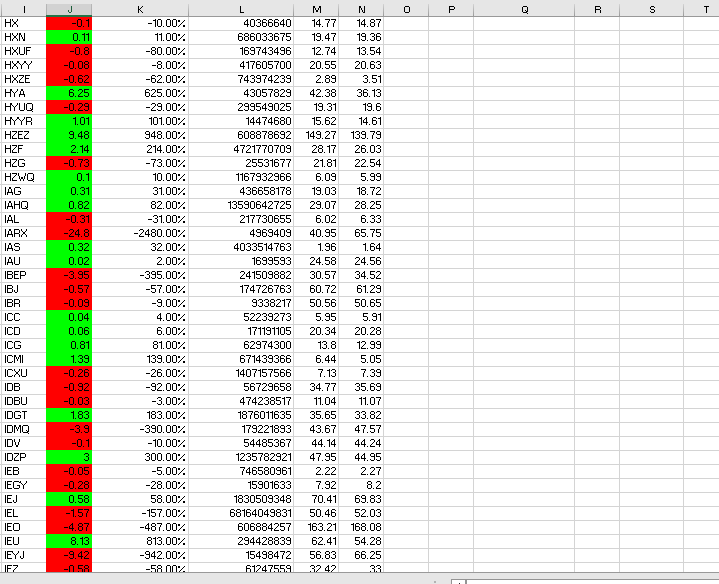 I J K L M N O P Q R S T
HX -0.1 -10.00% 40366640 14.77 14.87
HXN 0.11 11.00% 686033675 19.47 19.36
HXUF -0.8 -80.00% 169743496 12.74 13.54
HXYY -0.08 -8.00% 417605700 20.55 20.63
HXZE -0.62 -62.00% 743974239 2.89 3.51
HYA 6.25 625.00% 43057829 42.38 36.13
HYUQ -0.29 -29.00% 299549025 19.31 19.6
HYYR 1.01 101.00% 14474680 15.62 14.61
HZEZ 9.48 948.00% 608878692 149.27 139.79
HZF 2.14 214.00% 4721770709 28.17 26.03
HZG -0.73 -73.00% 25531677 21.81 22.54
HZWQ 0.1 10.00% 1167932966 6.09 5.99
IAG 0.31 31.00% 436658178 19.03 18.72
IAHQ 0.82 82.00% 13590642725 29.07 28.25
IAL -0.31 -31.00% 217730655 6.02 6.33
IARX -24.8 -2480.00% 4969409 40.95 65.75
IAS 0.32 32.00% 4033514763 1.96 1.64
IAU 0.02 2.00% 1699593 24.58 24.56
IBEP -3.95 -395.00% 241509882 30.57 34.52
IBJ -0.57 -57.00% 174726763 60.72 61.29
IBR -0.09 -9.00% 9338217 50.56 50.65
ICC 0.04 4.00% 52239273 5.95 5.91
ICD 0.06 6.00% 171191105 20.34 20.28
ICG 0.81 81.00% 62974300 13.8 12.99
ICMI 1.39 139.00% 671439366 6.44 5.05
ICXU -0.26 -26.00% 1407157566 7.13 7.39
IDB -0.92 -92.00% 56729658 34.77 35.69
IDBU -0.03 -3.00% 474238517 11.04 11.07
IDGT 1.83 183.00% 1876011635 35.65 33.82
IDMQ -3.9 -390.00% 179221893 43.67 47.57
IDV -0.1 -10.00% 54485367 44.14 44.24
IDZP 3 300.00% 1235782921 47.95 44.95
IEB -0.05 -5.00% 746580961 2.22 2.27
IEGY -0.28 -28.00% 15901633 7.92 8.2
IEJ 0.58 58.00% 1830509348 70.41 69.83
IEL -1.57 -157.00% 68164049831 50.46 52.03
IEO -4.87 -487.00% 606884257 163.21 168.08
IEU 8.13 813.00% 294428839 62.41 54.28
IEYJ -9.42 -942.00% 15498472 56.83 66.25
IEZ -0.58 -58.00% 61247559 32.42 33